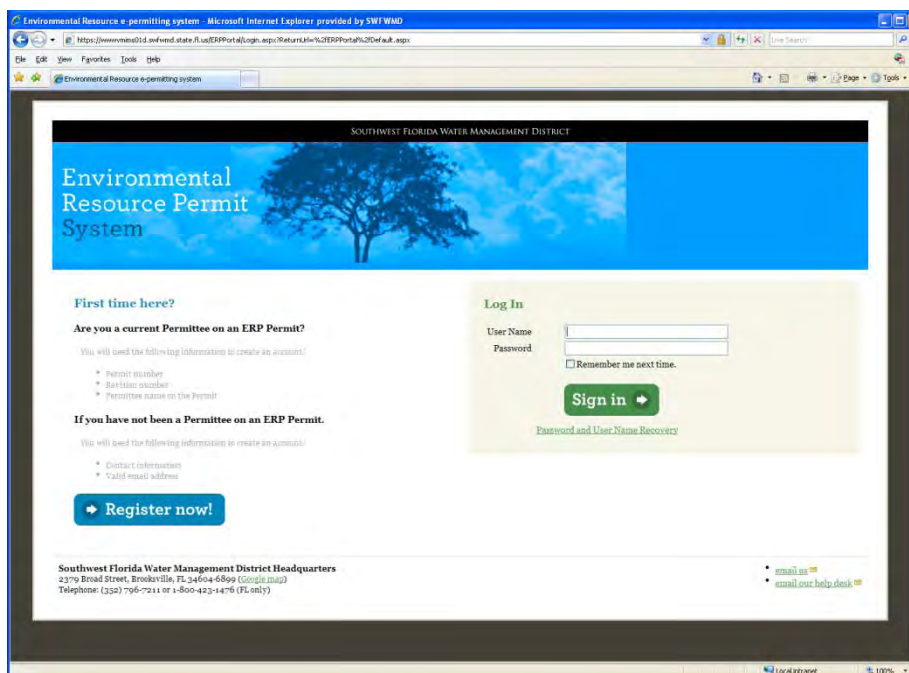 Environmental Resource e-permitting system - Microsoft Internet Explorer provided by SWFWMD
https://wwwvmims01d.swfwmd.state.fl.us/ERPPortal/Login.aspx?ReturnUrl=%2fERPPortal%2fDefault.aspx
Live Search
File Edit View Favorites Tools Help
Environmental Resource e-permitting system
Page Tools
SOUTHWEST FLORIDA WATER MANAGEMENT DISTRICT
Environmental
Resource Permit
System
First time here?
Are you a current Permittee on an ERP Permit?
You will need the following information to create an account:
• Permit number
• Revision number
• Permittee name on the Permit
If you have not been a Permittee on an ERP Permit.
You will need the following information to create an account:
• Contact information
• Valid email address
Register now!
Log In
User Name
Password
Remember me next time.
Sign in
Password and User Name Recovery
Southwest Florida Water Management District Headquarters
2379 Broad Street, Brooksville, FL 34604-6899 (Google map)
Telephone: (352) 796-7211 or 1-800-423-1476 (FL only)
• email us
• email our help desk
Local intranet
100%